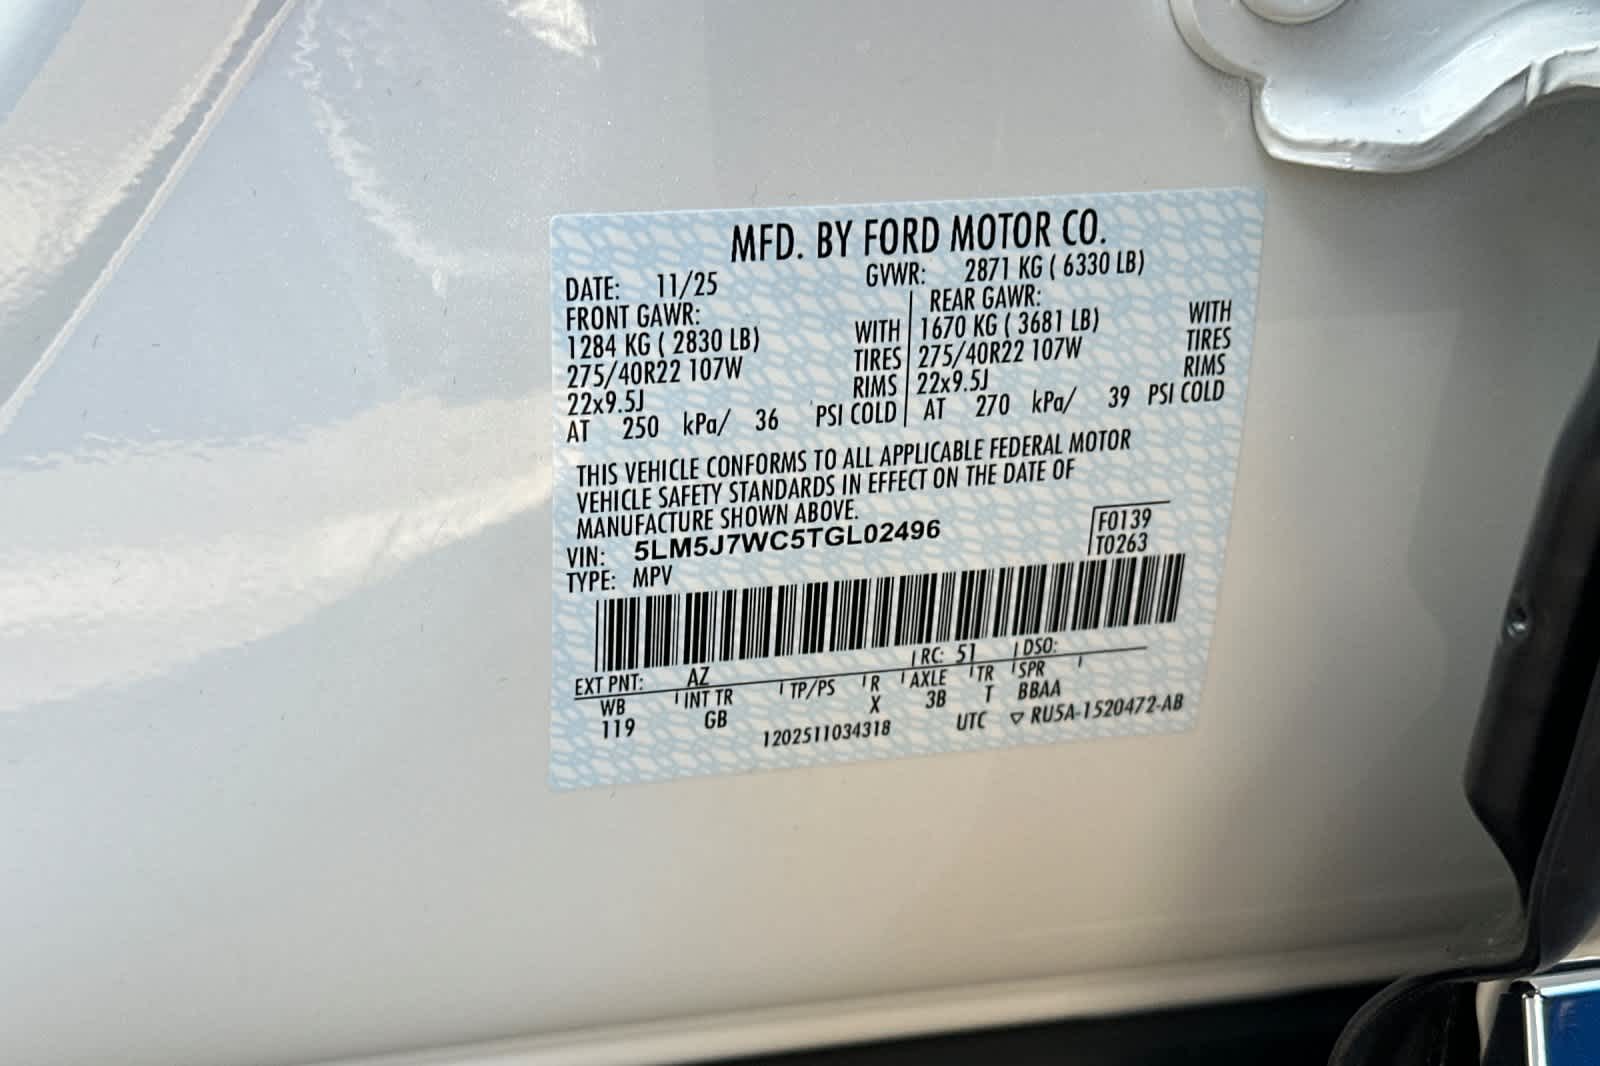 MFD. BY FORD MOTOR CO.
DATE: 11/25 GVWR: 2871 KG ( 6330 LB)
FRONT GAWR: REAR GAWR:
1284 KG ( 2830 LB) WITH 1670 KG ( 3681 LB) WITH
275/40R22 107W TIRES 275/40R22 107W TIRES
22x9.5J RIMS 22x9.5J RIMS
AT 250 kPa/ 36 PSI COLD AT 270 kPa/ 39 PSI COLD
THIS VEHICLE CONFORMS TO ALL APPLICABLE FEDERAL MOTOR
VEHICLE SAFETY STANDARDS IN EFFECT ON THE DATE OF
MANUFACTURE SHOWN ABOVE.
VIN: 5LM5J7WC5TGL02496 F0139
TYPE: MPV T0263
EXT PNT: AZ RC: 51 DSO:
WB INT TR TP/PS R AXLE TR SPR
119 GB X 3B T BBAA
1202511034318 UTC ▽ RU5A-1520472-AB